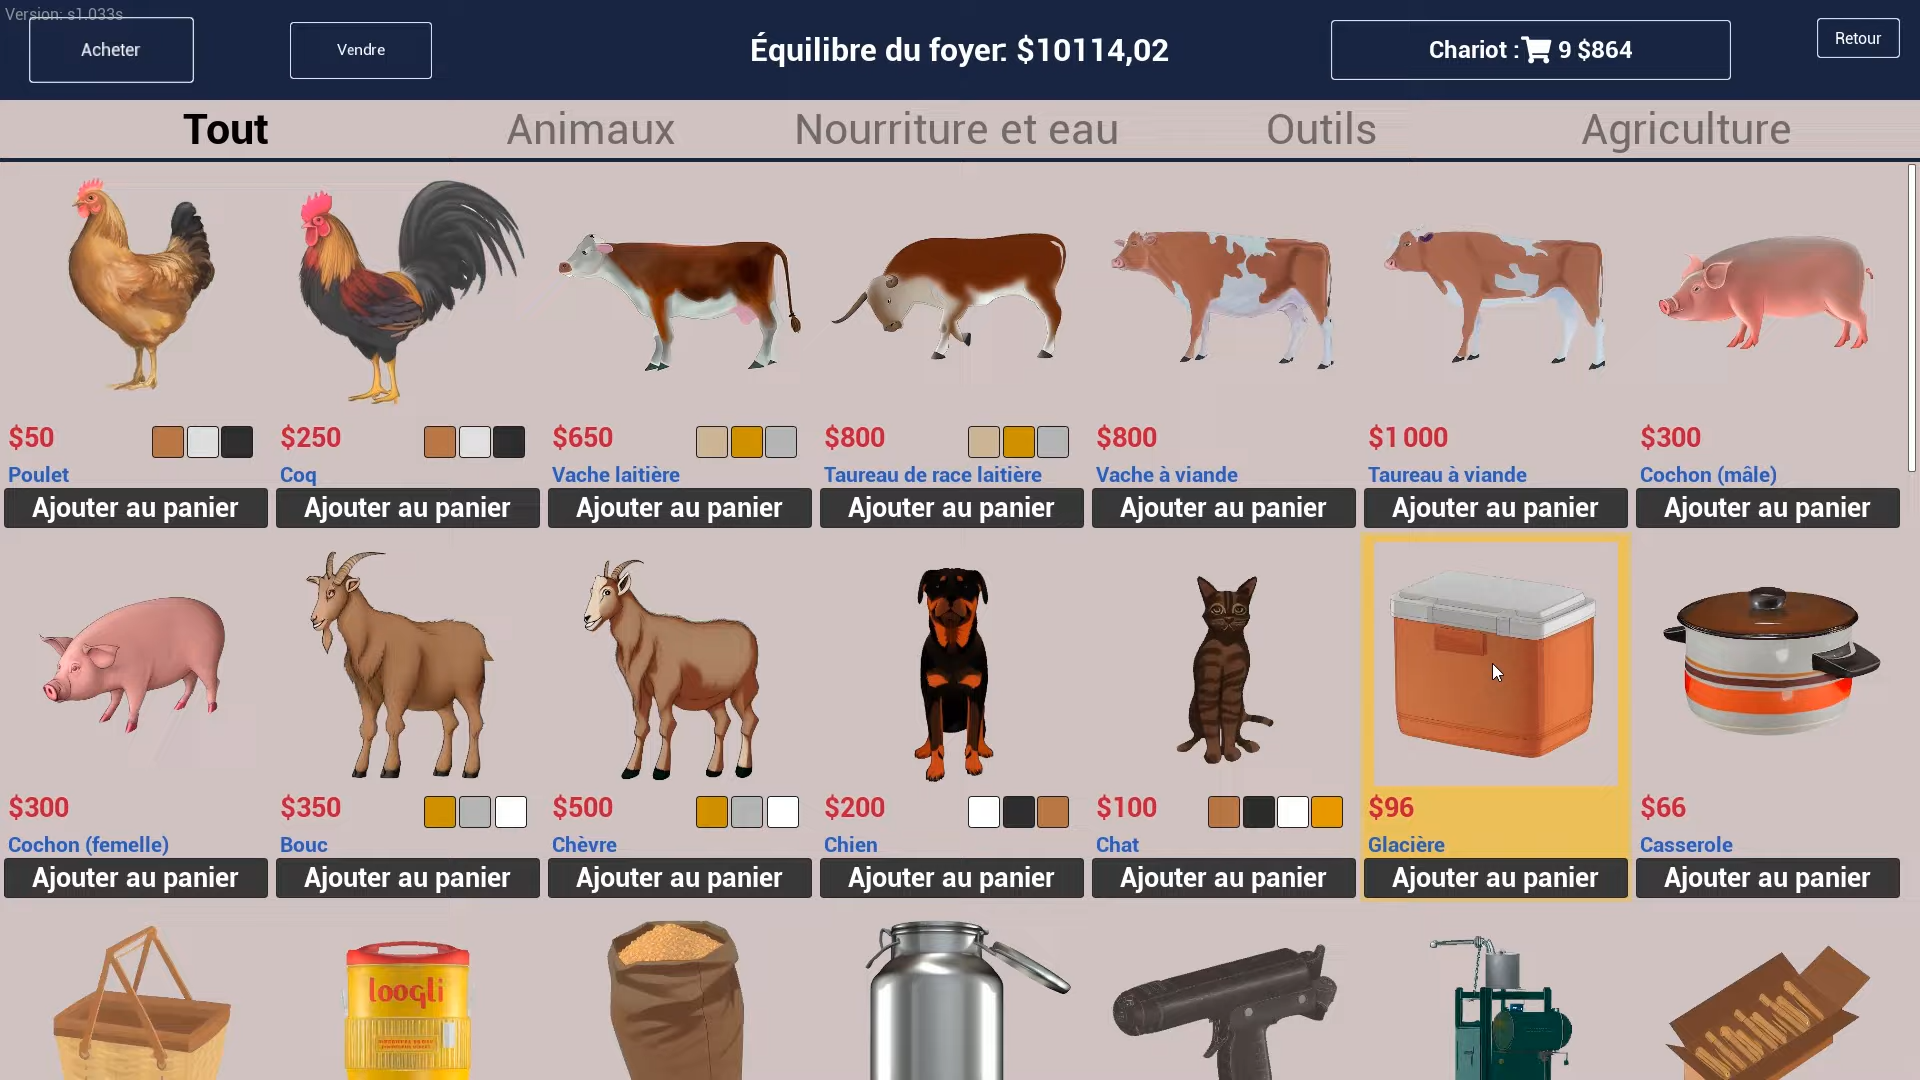 Version: s1.033s
Acheter
Vendre
Équilibre du foyer: $10114,02
Chariot : 9 $864
Retour
Tout
Animaux
Nourriture et eau
Outils
Agriculture
$50
Poulet
Ajouter au panier
$250
Coq
Ajouter au panier
$650
Vache laitière
Ajouter au panier
$800
Taureau de race laitière
Ajouter au panier
$800
Vache à viande
Ajouter au panier
$1 000
Taureau à viande
Ajouter au panier
$300
Cochon (mâle)
Ajouter au panier
$300
Cochon (femelle)
Ajouter au panier
$350
Bouc
Ajouter au panier
$500
Chèvre
Ajouter au panier
$200
Chien
Ajouter au panier
$100
Chat
Ajouter au panier
$96
Glacière
Ajouter au panier
$66
Casserole
Ajouter au panier
looqli